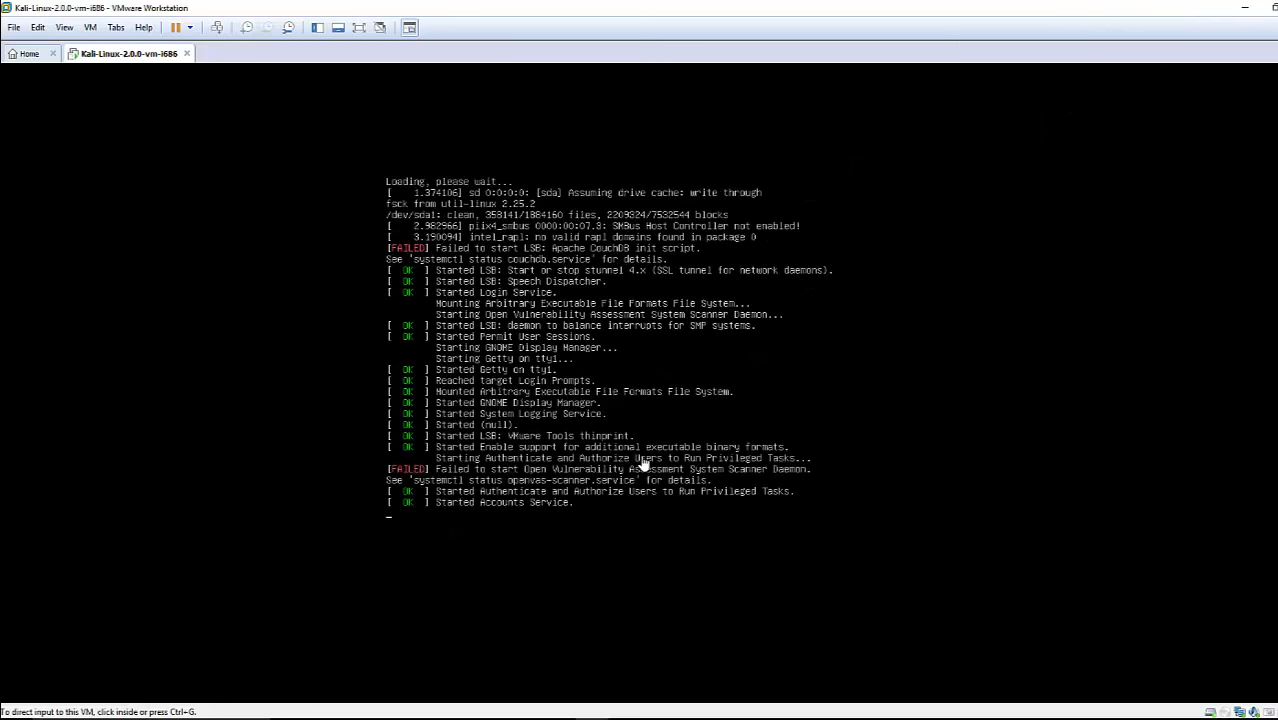 Kali-Linux-2.0.0-vm-i686 - VMware Workstation
File Edit View VM Tabs Help
Home Kali-Linux-2.0.0-vm-i686
Loading, please wait...
[    1.374106] sd 0:0:0:0: [sda] Assuming drive cache: write through
fsck from util-linux 2.25.2
/dev/sda1: clean, 358141/1884160 files, 2209324/7532544 blocks
[    2.982966] piix4_smbus 0000:00:07.3: SMBus Host Controller not enabled!
[    3.190094] intel_rapl: no valid rapl domains found in package 0
[FAILED] Failed to start LSB: Apache CouchDB init script.
See 'systemctl status couchdb.service' for details.
[  OK  ] Started LSB: Start or stop stunnel 4.x (SSL tunnel for network daemons).
[  OK  ] Started LSB: Speech Dispatcher.
[  OK  ] Started Login Service.
Mounting Arbitrary Executable File Formats File System...
Starting Open Vulnerability Assessment System Scanner Daemon...
[  OK  ] Started LSB: daemon to balance interrupts for SMP systems.
[  OK  ] Started Permit User Sessions.
Starting GNOME Display Manager...
Starting Getty on tty1...
[  OK  ] Started Getty on tty1.
[  OK  ] Reached target Login Prompts.
[  OK  ] Mounted Arbitrary Executable File Formats File System.
[  OK  ] Started GNOME Display Manager.
[  OK  ] Started System Logging Service.
[  OK  ] Started (null).
[  OK  ] Started LSB: VMware Tools thinprint.
[  OK  ] Started Enable support for additional executable binary formats.
Starting Authenticate and Authorize Users to Run Privileged Tasks...
[FAILED] Failed to start Open Vulnerability Assessment System Scanner Daemon.
See 'systemctl status openvas-scanner.service' for details.
[  OK  ] Started Authenticate and Authorize Users to Run Privileged Tasks.
[  OK  ] Started Accounts Service.
To direct input to this VM, click inside or press Ctrl+G.